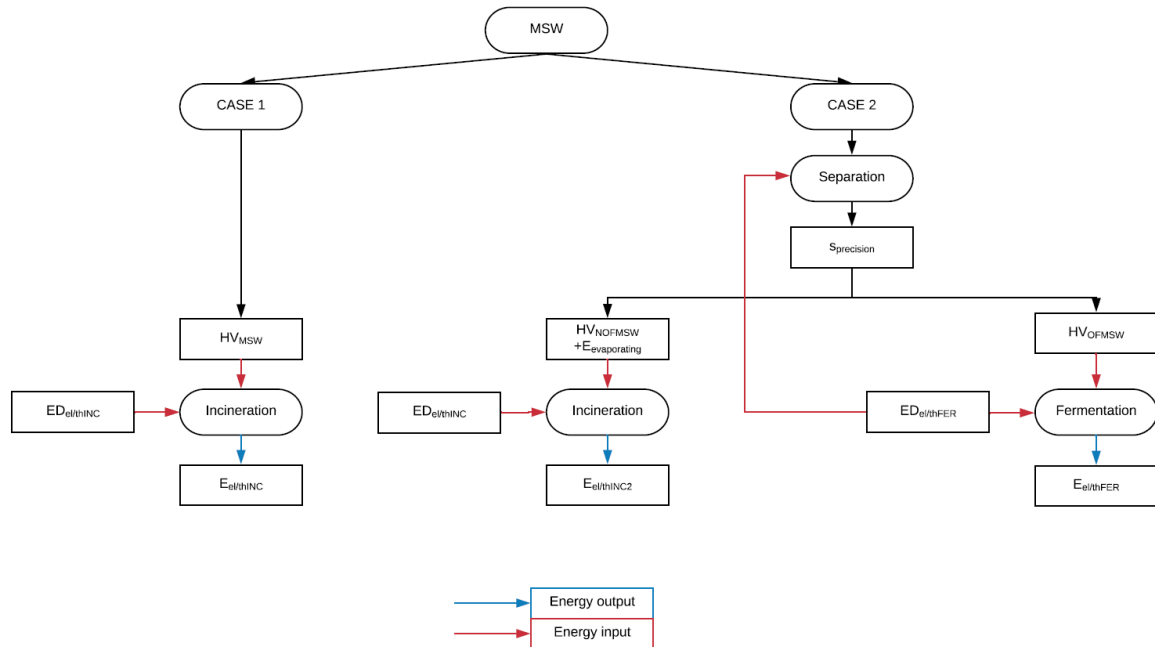 MSW
CASE 1
CASE 2
Separation
sprecision
HVMSW
HVNOFMSW
+Eevaporating
HVOFMSW
EDel/thINC
Incineration
EDel/thINC
Incineration
EDel/thFER
Fermentation
Eel/thINC
Eel/thINC2
Eel/thFER
Energy output
Energy input